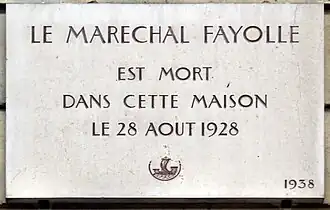 LE MARECHAL FAYOLLE
EST MORT
DANS CETTE MAISON
LE 28 AOUT 1928
1938